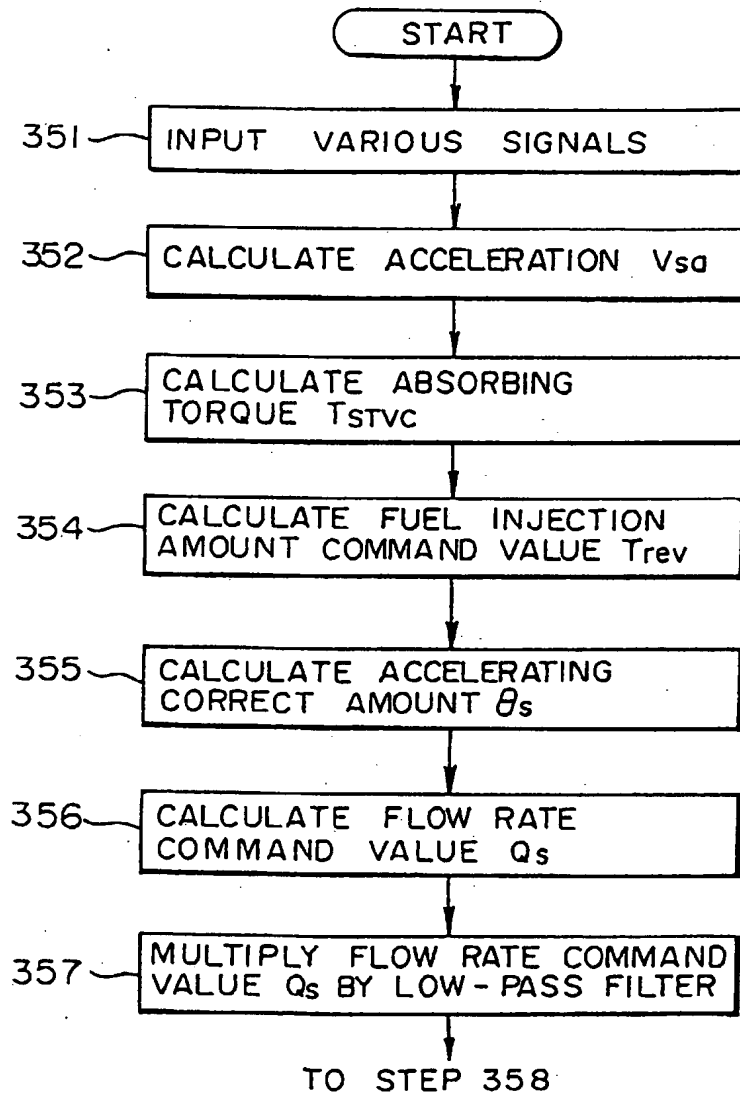 START
351
INPUT VARIOUS SIGNALS
352
CALCULATE ACCELERATION Vsa
353
CALCULATE ABSORBING
TORQUE TSTVC
354
CALCULATE FUEL INJECTION
AMOUNT COMMAND VALUE Trev
355
CALCULATE ACCELERATING
CORRECT AMOUNT θs
356
CALCULATE FLOW RATE
COMMAND VALUE Qs
357
MULTIPLY FLOW RATE COMMAND
VALUE Qs BY LOW-PASS FILTER
TO STEP 358